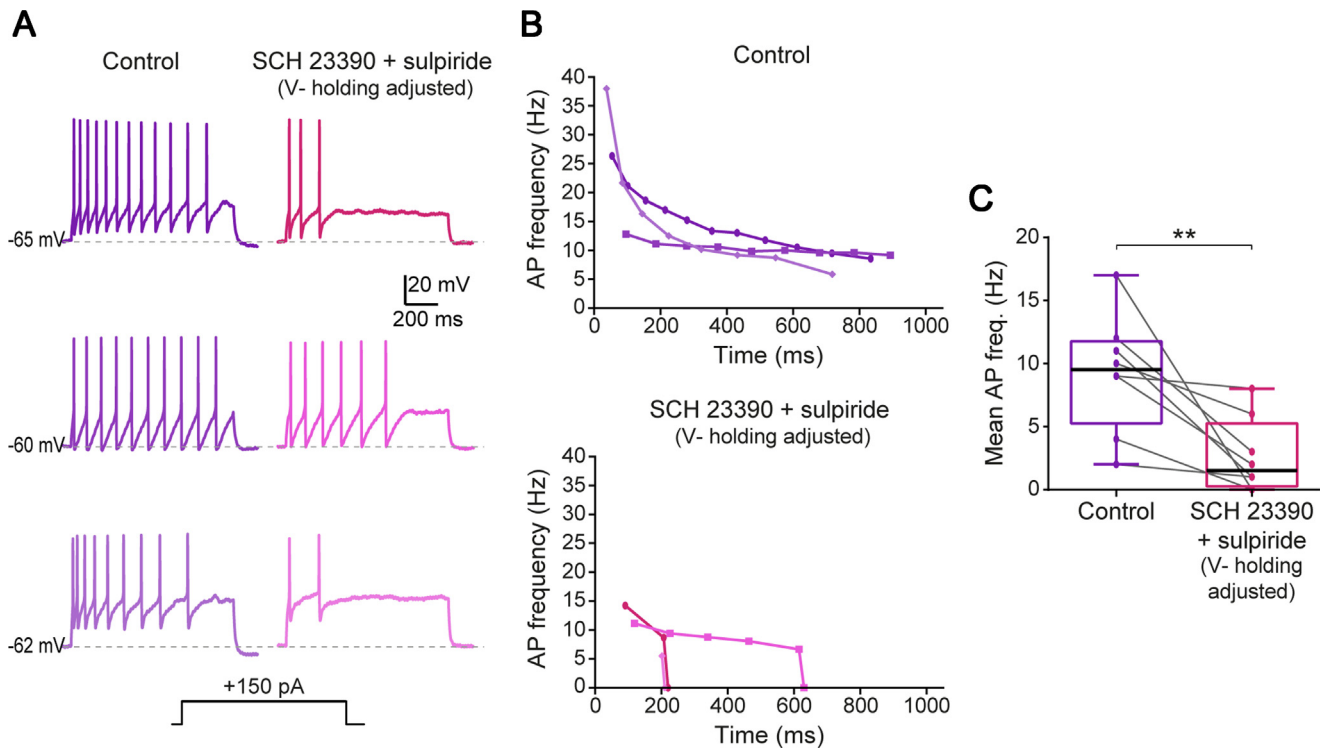 A
Control
SCH 23390 + sulpiride
(V- holding adjusted)
-65 mV
20 mV
200 ms
-60 mV
-62 mV
+150 pA
B
Control
AP frequency (Hz)
40
35
30
25
20
15
10
5
0
0 200 400 600 800 1000
Time (ms)
SCH 23390 + sulpiride
(V- holding adjusted)
AP frequency (Hz)
40
35
30
25
20
15
10
5
0
0 200 400 600 800 1000
Time (ms)
C
**
Mean AP freq. (Hz)
20
15
10
5
0
Control
SCH 23390
+ sulpiride
(V- holding
adjusted)